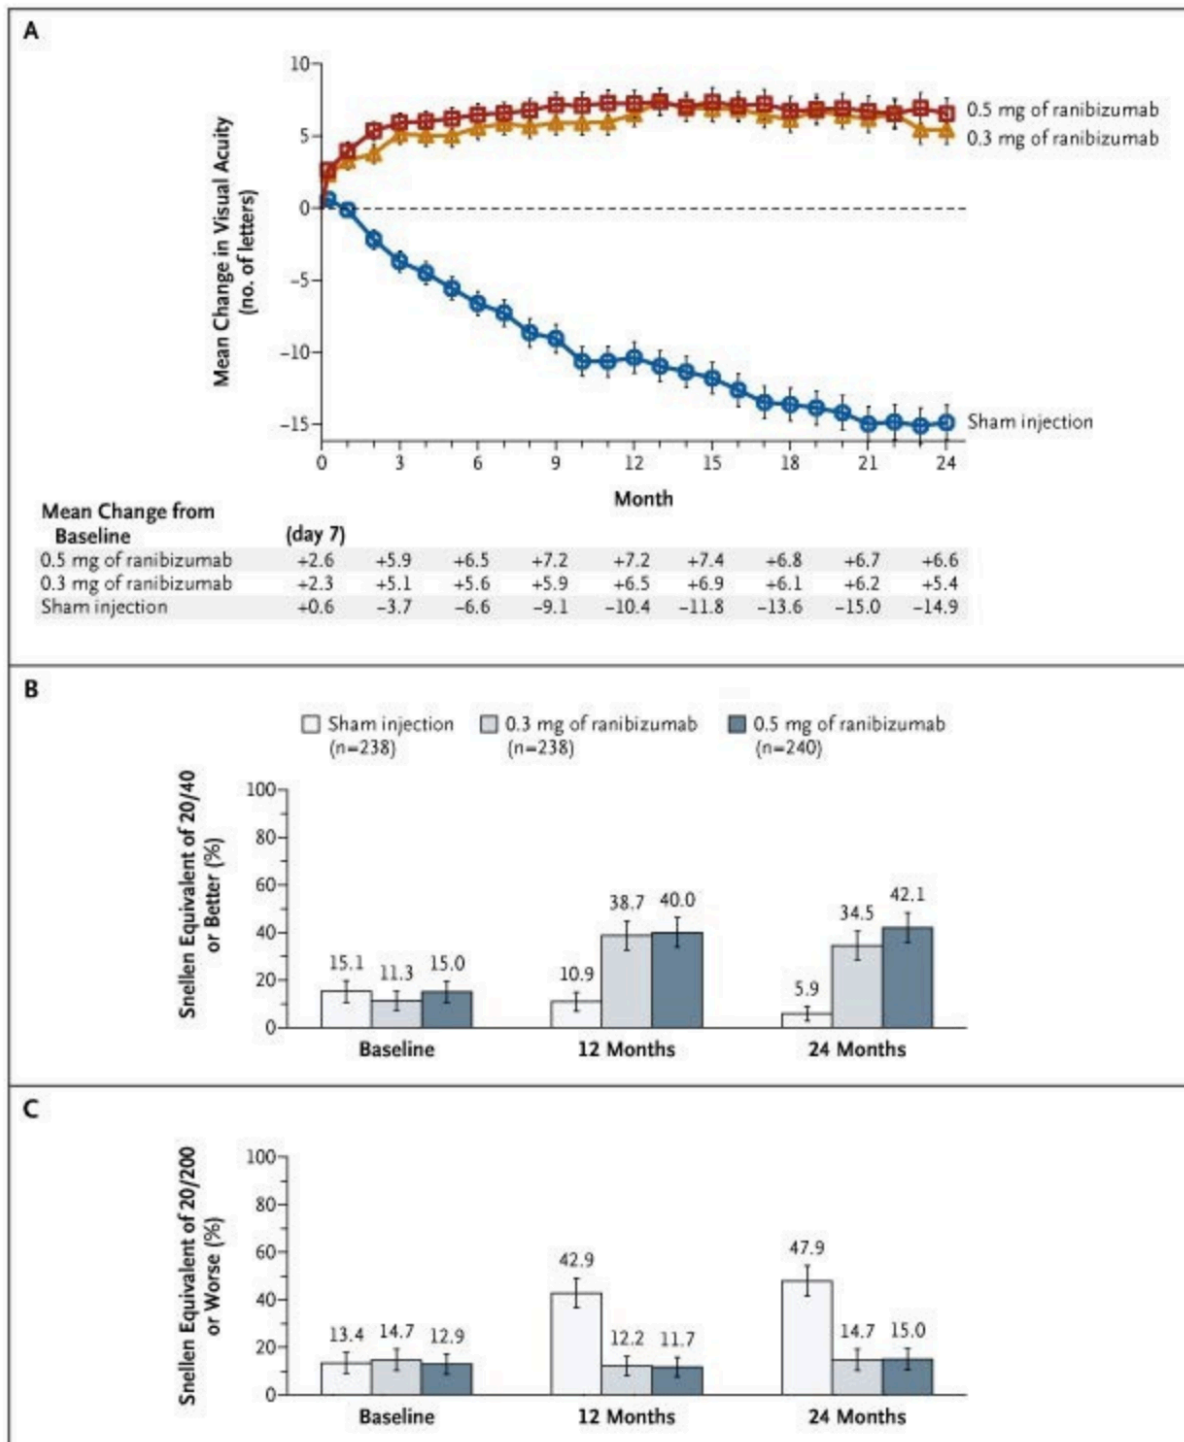 A
10
5
0
−5
−10
−15
Mean Change in Visual Acuity
(no. of letters)
0.5 mg of ranibizumab
0.3 mg of ranibizumab
Sham injection
0 3 6 9 12 15 18 21 24
Month
Mean Change from
Baseline (day 7)
0.5 mg of ranibizumab +2.6 +5.9 +6.5 +7.2 +7.2 +7.4 +6.8 +6.7 +6.6
0.3 mg of ranibizumab +2.3 +5.1 +5.6 +5.9 +6.5 +6.9 +6.1 +6.2 +5.4
Sham injection +0.6 −3.7 −6.6 −9.1 −10.4 −11.8 −13.6 −15.0 −14.9
B
Sham injection 0.3 mg of ranibizumab 0.5 mg of ranibizumab
(n=238) (n=238) (n=240)
Snellen Equivalent of 20/40
or Better (%)
100
80
60
40
20
0
15.1 11.3 15.0
10.9 38.7 40.0
5.9 34.5 42.1
Baseline 12 Months 24 Months
C
Snellen Equivalent of 20/200
or Worse (%)
100
80
60
40
20
0
13.4 14.7 12.9
42.9 12.2 11.7
47.9 14.7 15.0
Baseline 12 Months 24 Months